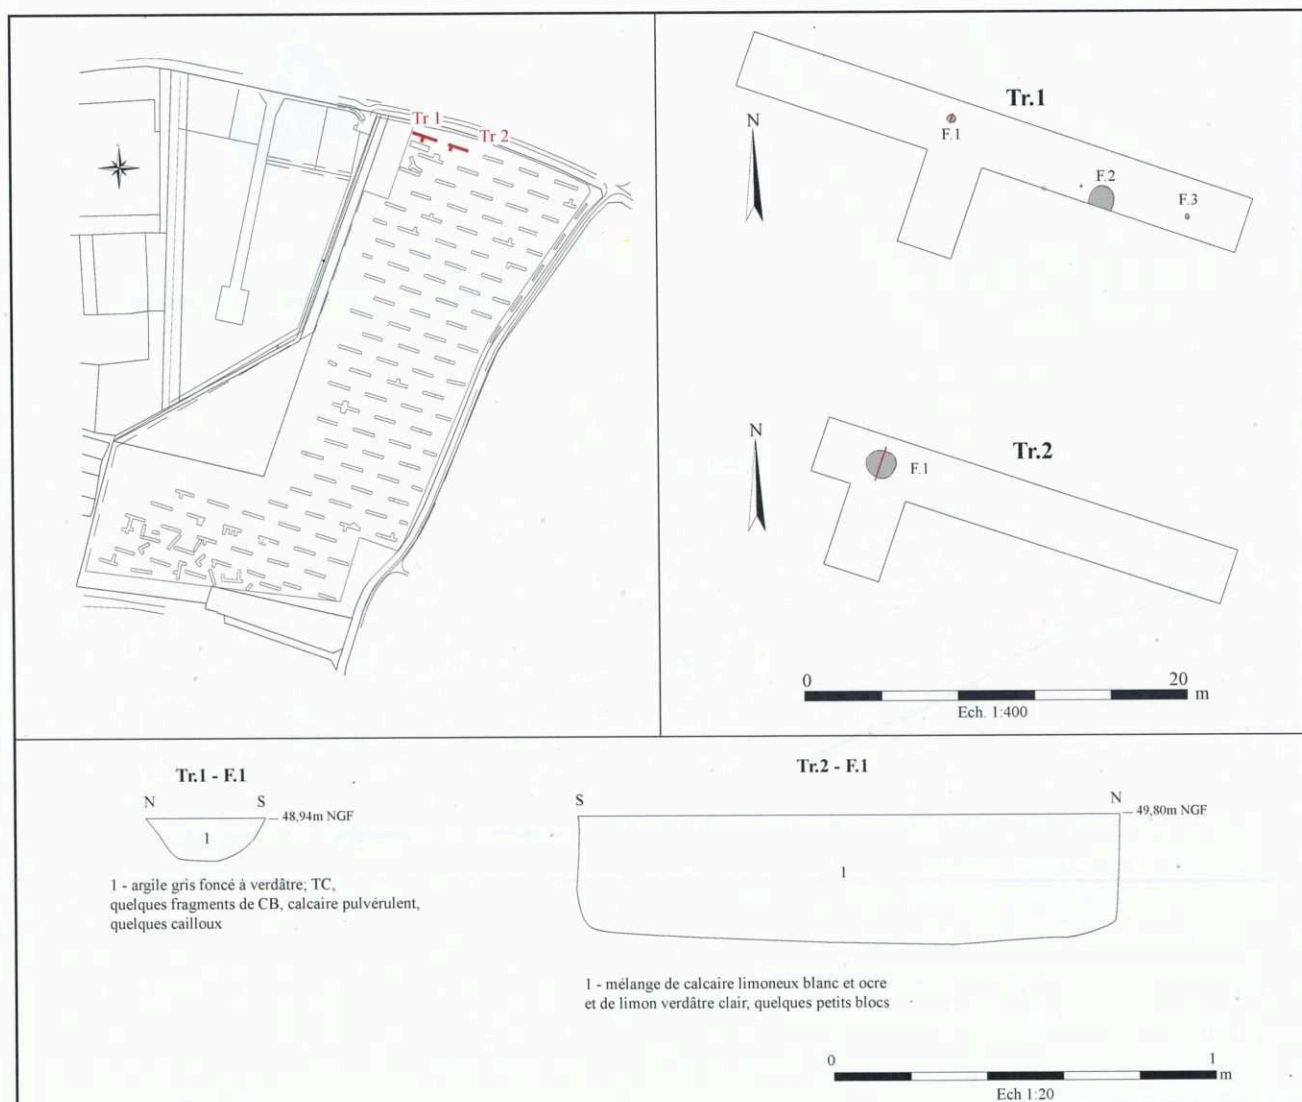 Tr 1
Tr 2
Tr.1
N
F.1
F.2
F.3
N
Tr.2
F.1
0 20
m
Ech. 1:400
Tr.1 - F.1
N S
48,94m NGF
1
1 - argile gris foncé à verdâtre; TC,
quelques fragments de CB, calcaire pulvérulent,
quelques cailloux
Tr.2 - F.1
S N
49,80m NGF
1
1 - mélange de calcaire limoneux blanc et ocre
et de limon verdâtre clair, quelques petits blocs
0 1
m
Ech 1:20